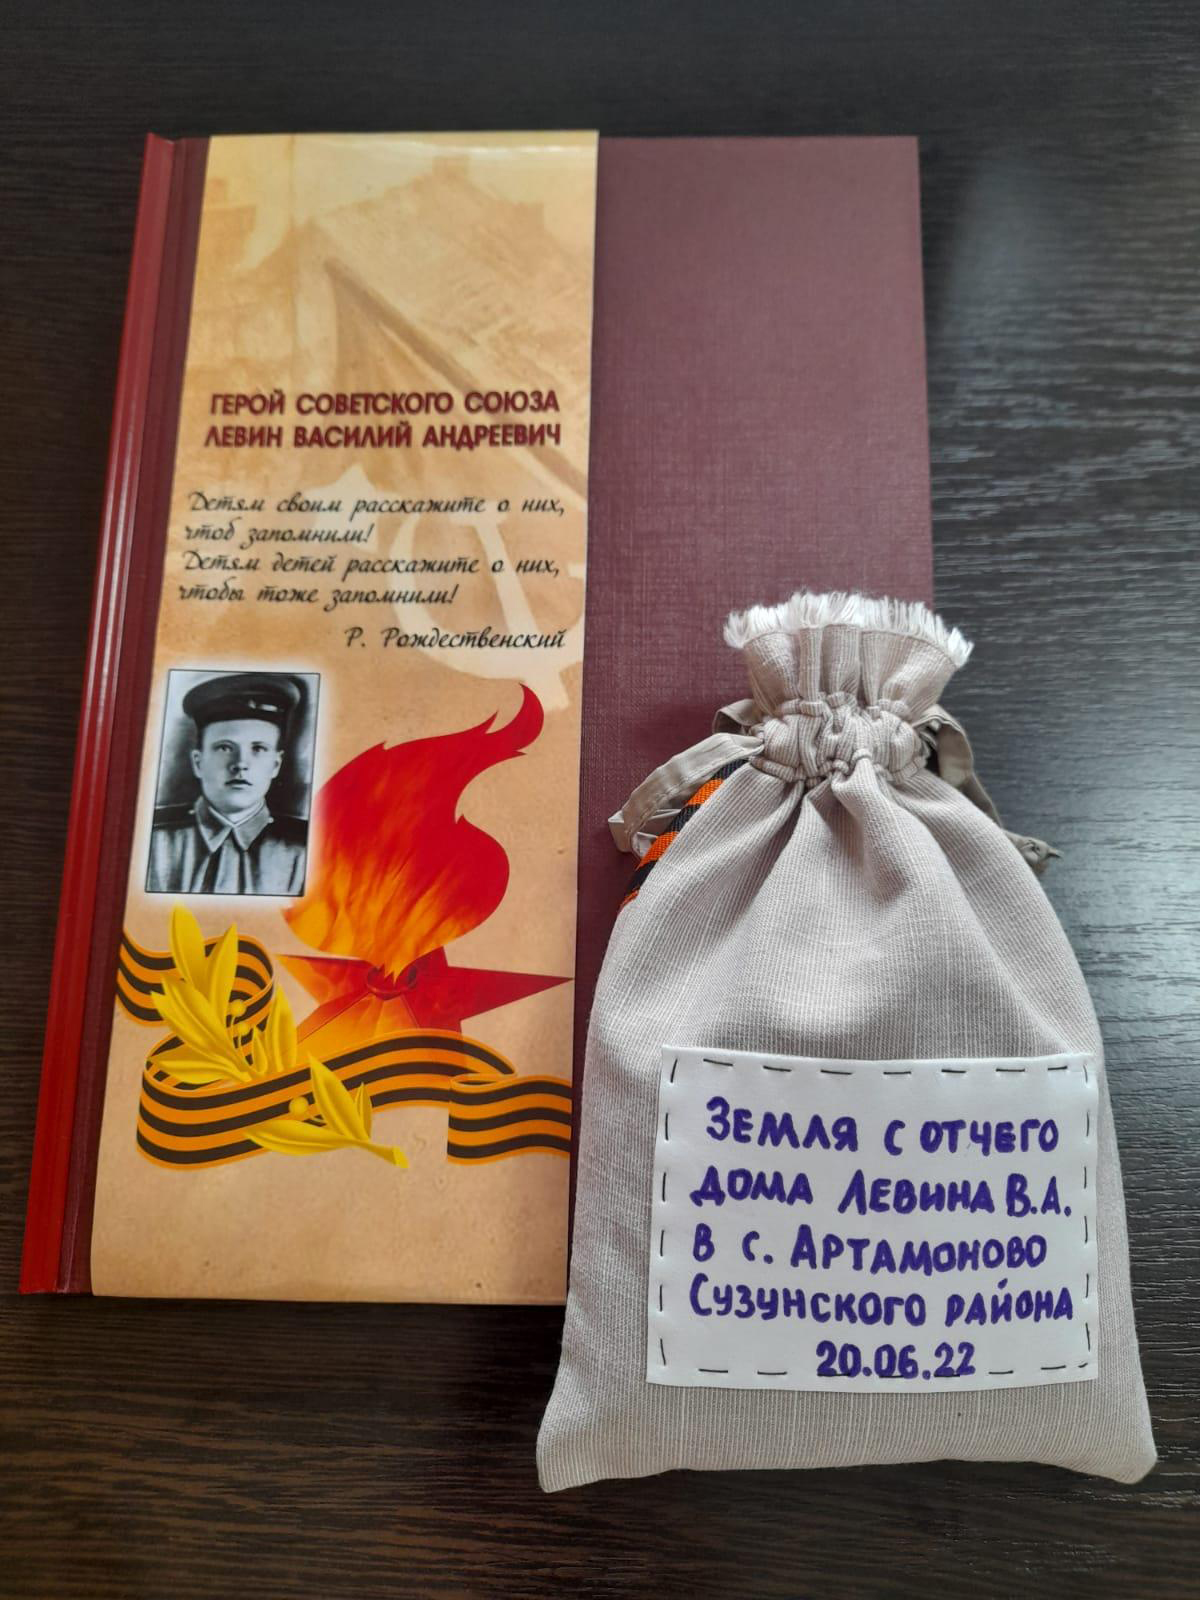 ГЕРОЙ СОВЕТСКОГО СОЮЗА
ЛЕВИН ВАСИЛИЙ АНДРЕЕВИЧ
Детям своим расскажите о них,
чтоб запомнили!
Детям детей расскажите о них,
чтобы тоже запомнили!
Р. Рождественский
ЗЕМЛЯ С ОТЧЕГО
ДОМА ЛЕВИНА В.А.
В С. АРТАМОНОВО
СУЗУНСКОГО РАЙОНА
20.06.22